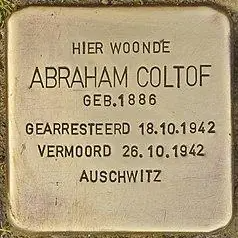 HIER WOONDE
ABRAHAM COLTOF
GEB.1886
GEARRESTEERD 18.10.1942
VERMOORD 26.10.1942
AUSCHWITZ